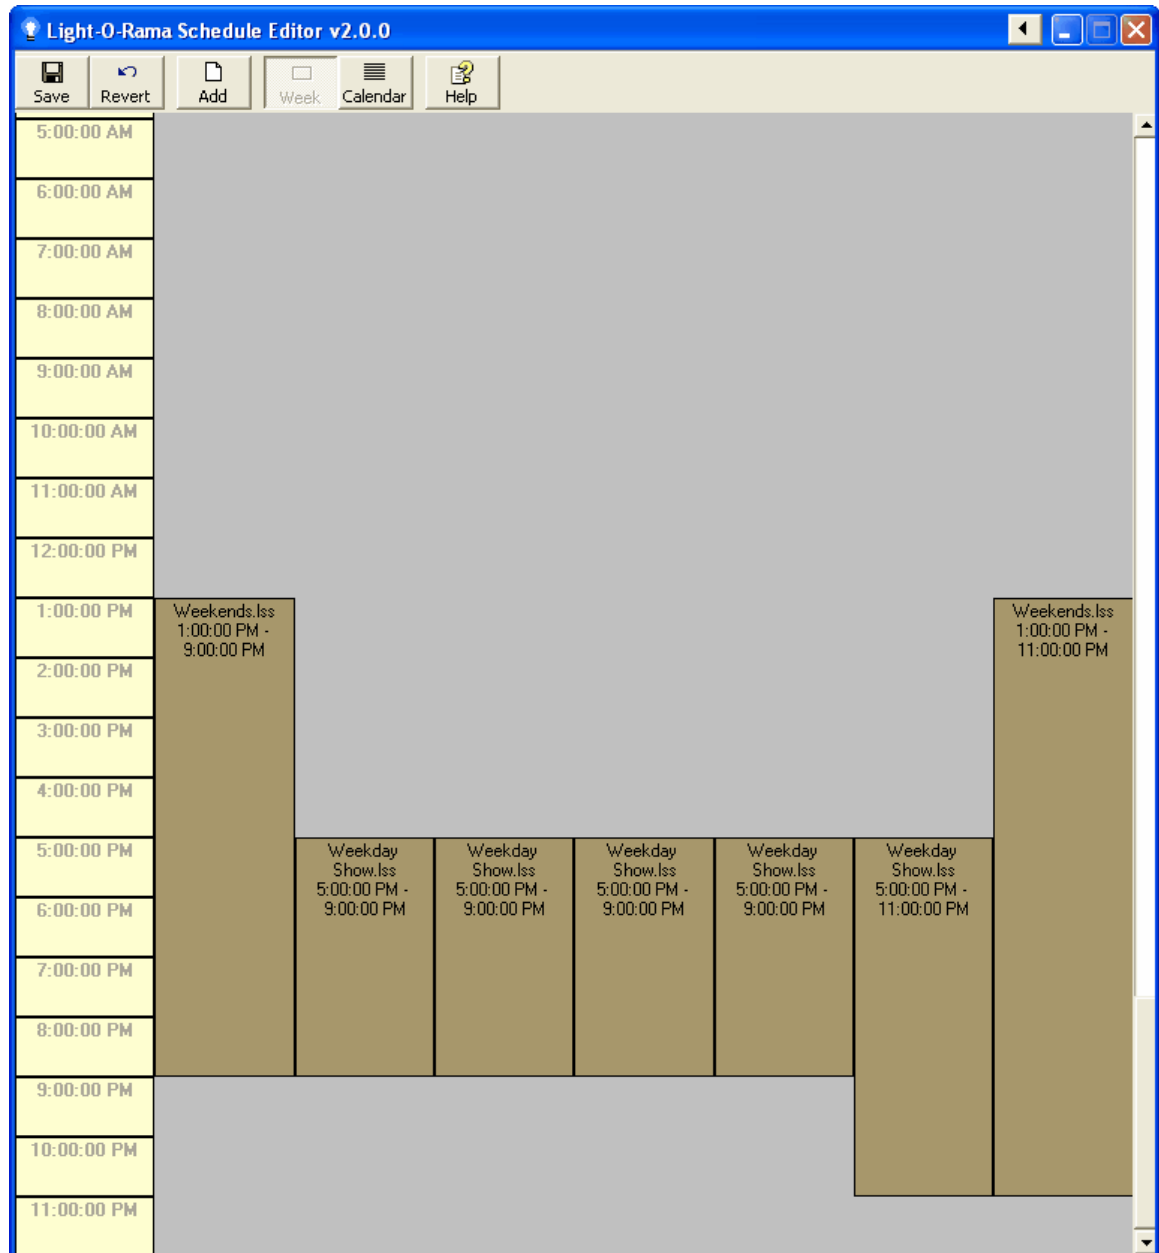 Light-O-Rama Schedule Editor v2.0.0
Save Revert Add Week Calendar Help
5:00:00 AM
6:00:00 AM
7:00:00 AM
8:00:00 AM
9:00:00 AM
10:00:00 AM
11:00:00 AM
12:00:00 PM
1:00:00 PM
2:00:00 PM
3:00:00 PM
4:00:00 PM
5:00:00 PM
6:00:00 PM
7:00:00 PM
8:00:00 PM
9:00:00 PM
10:00:00 PM
11:00:00 PM
Weekends.lss
1:00:00 PM -
9:00:00 PM
Weekday
Show.lss
5:00:00 PM -
9:00:00 PM
Weekday
Show.lss
5:00:00 PM -
9:00:00 PM
Weekday
Show.lss
5:00:00 PM -
9:00:00 PM
Weekday
Show.lss
5:00:00 PM -
9:00:00 PM
Weekday
Show.lss
5:00:00 PM -
11:00:00 PM
Weekends.lss
1:00:00 PM -
11:00:00 PM